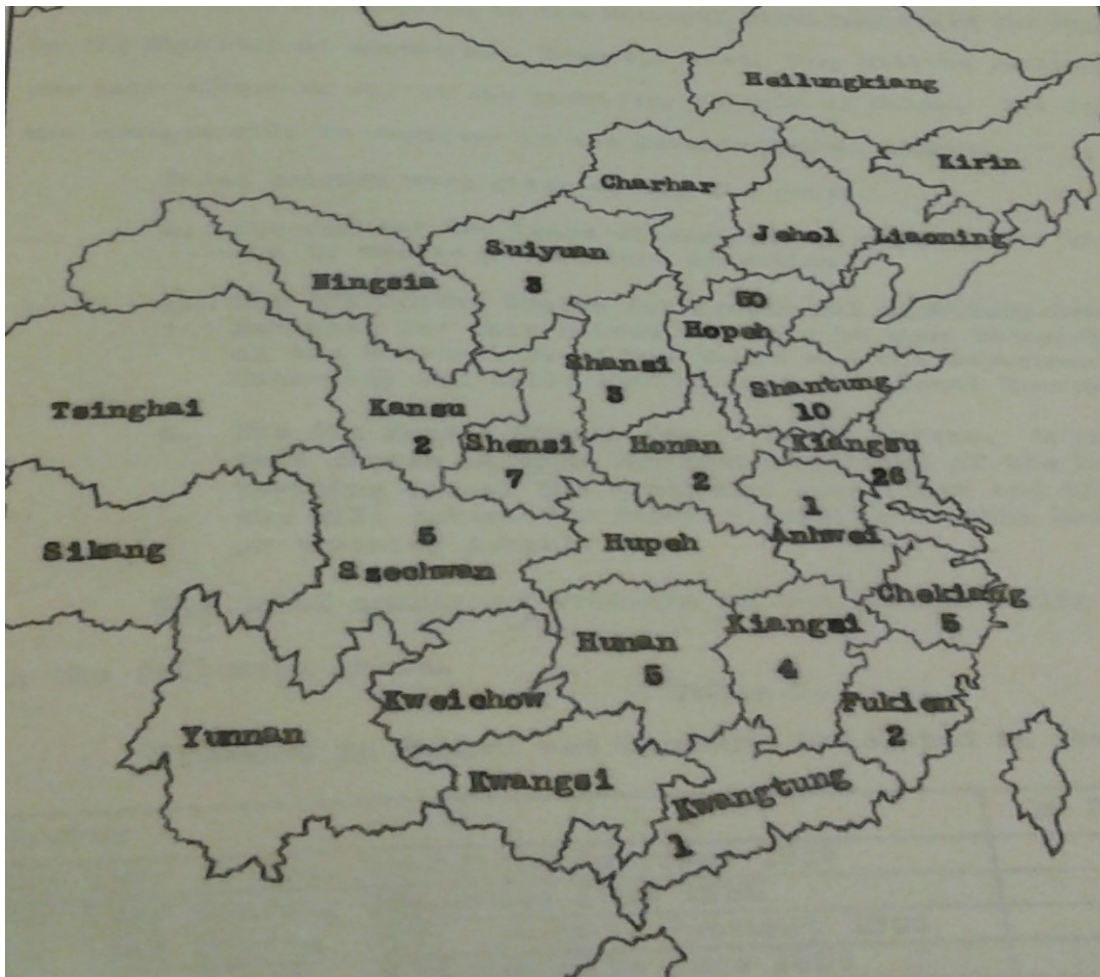 Heilungkiang
Kirin
Charhar
Jehol
Liaoning
Suiyuan
3
Ningsia
50
Hopeh
Shansi
3
Shantung
10
Tsinghai
Kansu
2
Shensi
7
Honan
2
Kiangsu
26
1
Anhwei
Sikang
5
Szechwan
Hupeh
Chekiang
5
Kiangsi
4
Hunan
5
Kweichow
Fukien
2
Yunnan
Kwangsi
Kwangtung
1